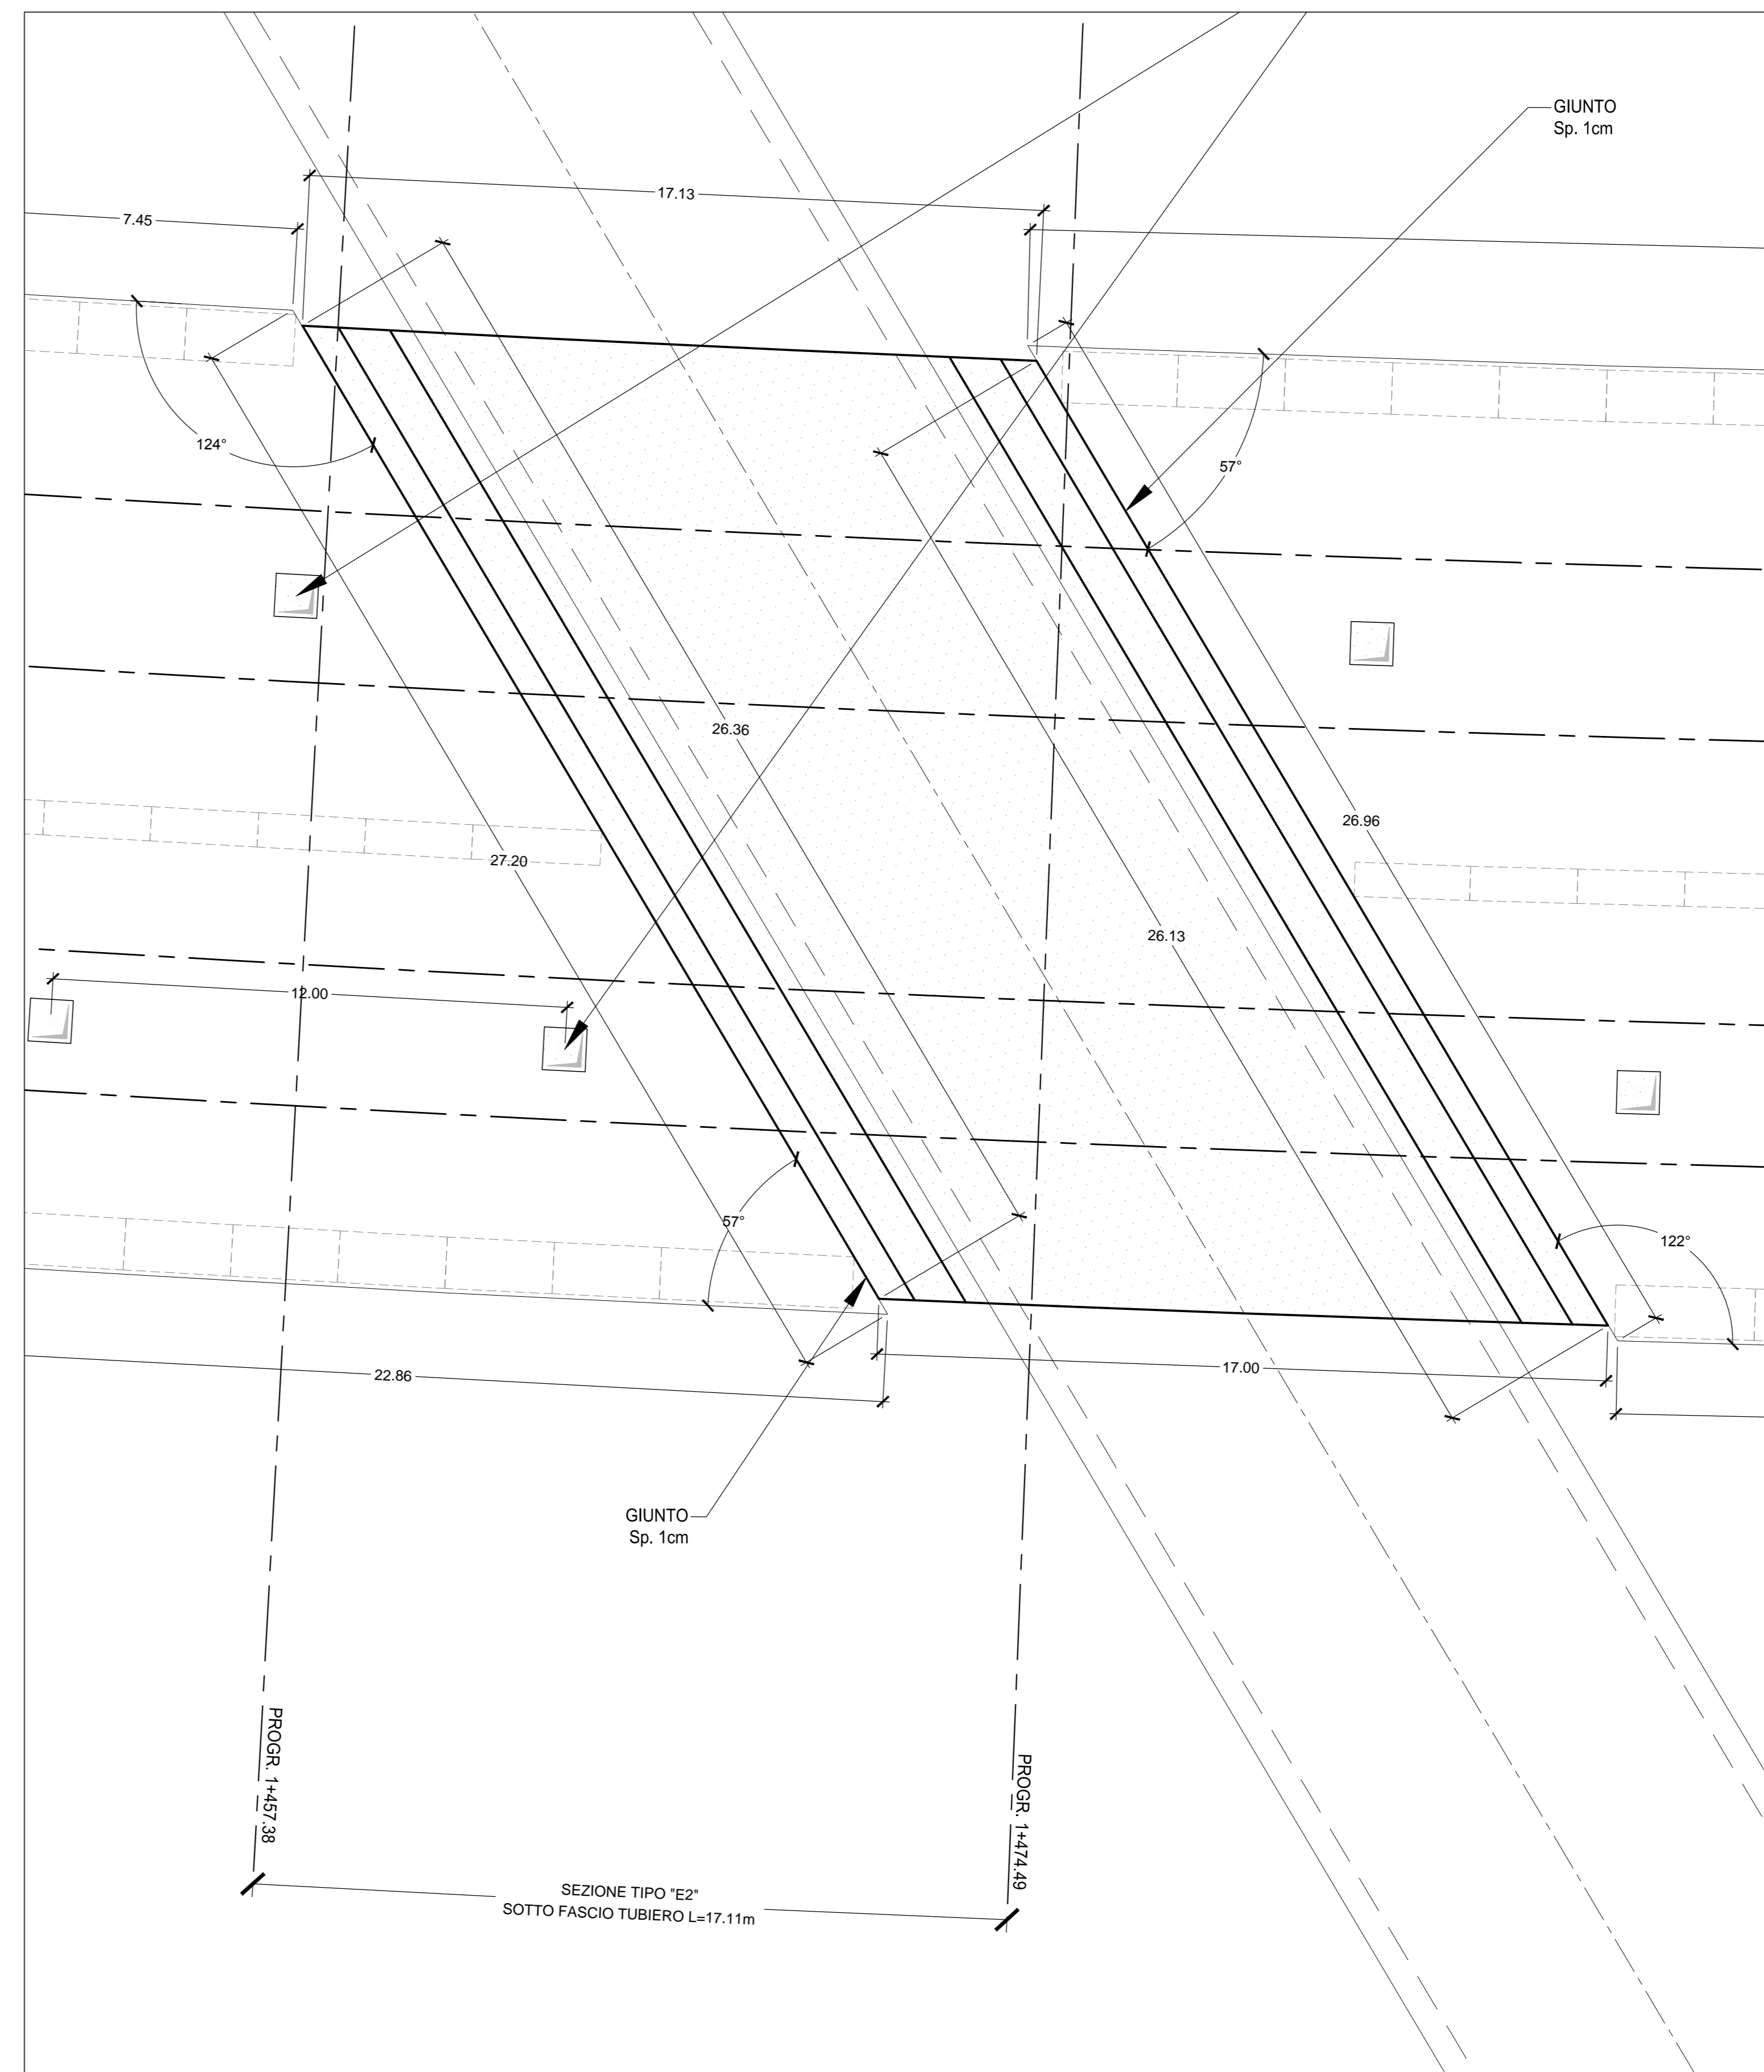 GIUNTO
Sp. 1cm
17.13
7.45
124°
57°
26.36
26.96
27.20
26.13
12.00
57°
122°
22.86
17.00
GIUNTO
Sp. 1cm
PROGR. 1+457.38
PROGR. 1+474.49
SEZIONE TIPO "E2"
SOTTO FASCIO TUBIERO L=17.11m